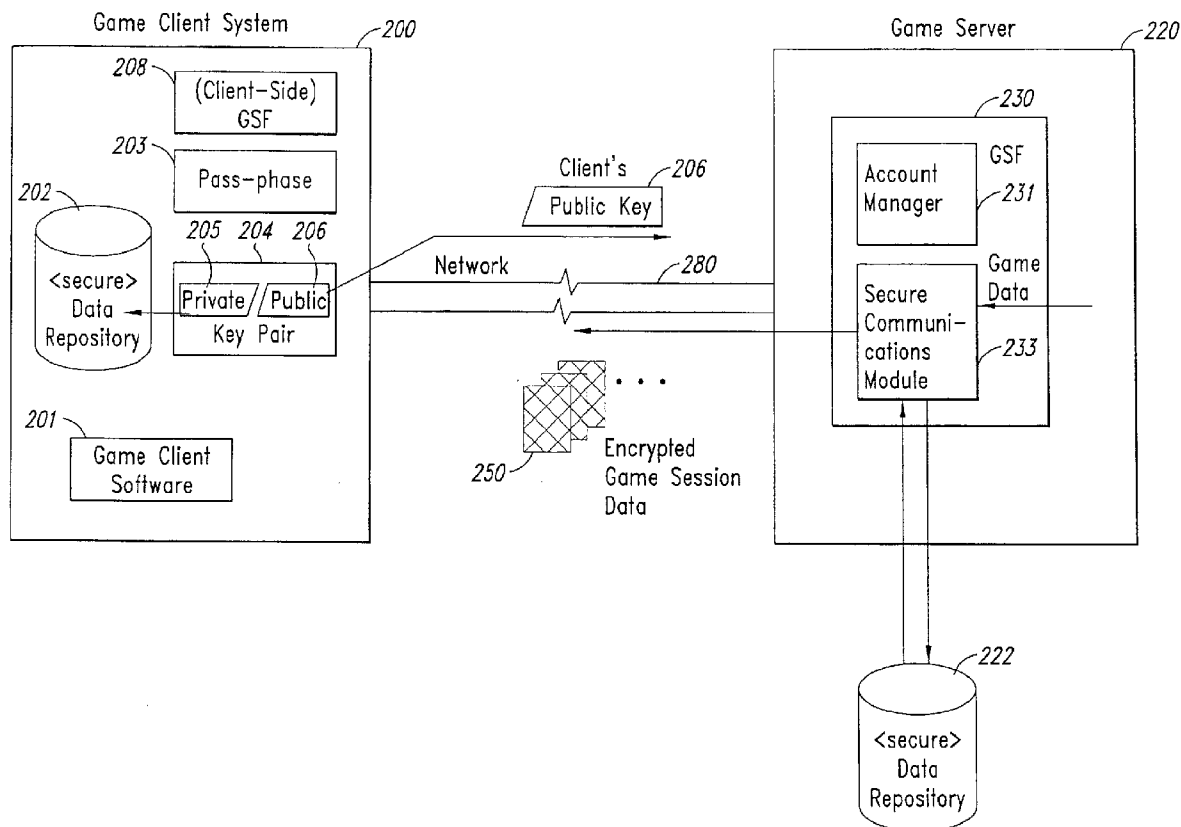 Game Client System
200
208
(Client-Side)
GSF
203
Pass-phase
202
<secure>
Data
Repository
205
204
206
Private
Public
Key Pair
201
Game Client
Software
Client's
206
Public Key
Network
280
250
Encrypted
Game Session
Data
Game Server
220
230
GSF
Account
Manager
231
Game
Data
Secure
Communi-
cations
Module
233
222
<secure>
Data
Repository